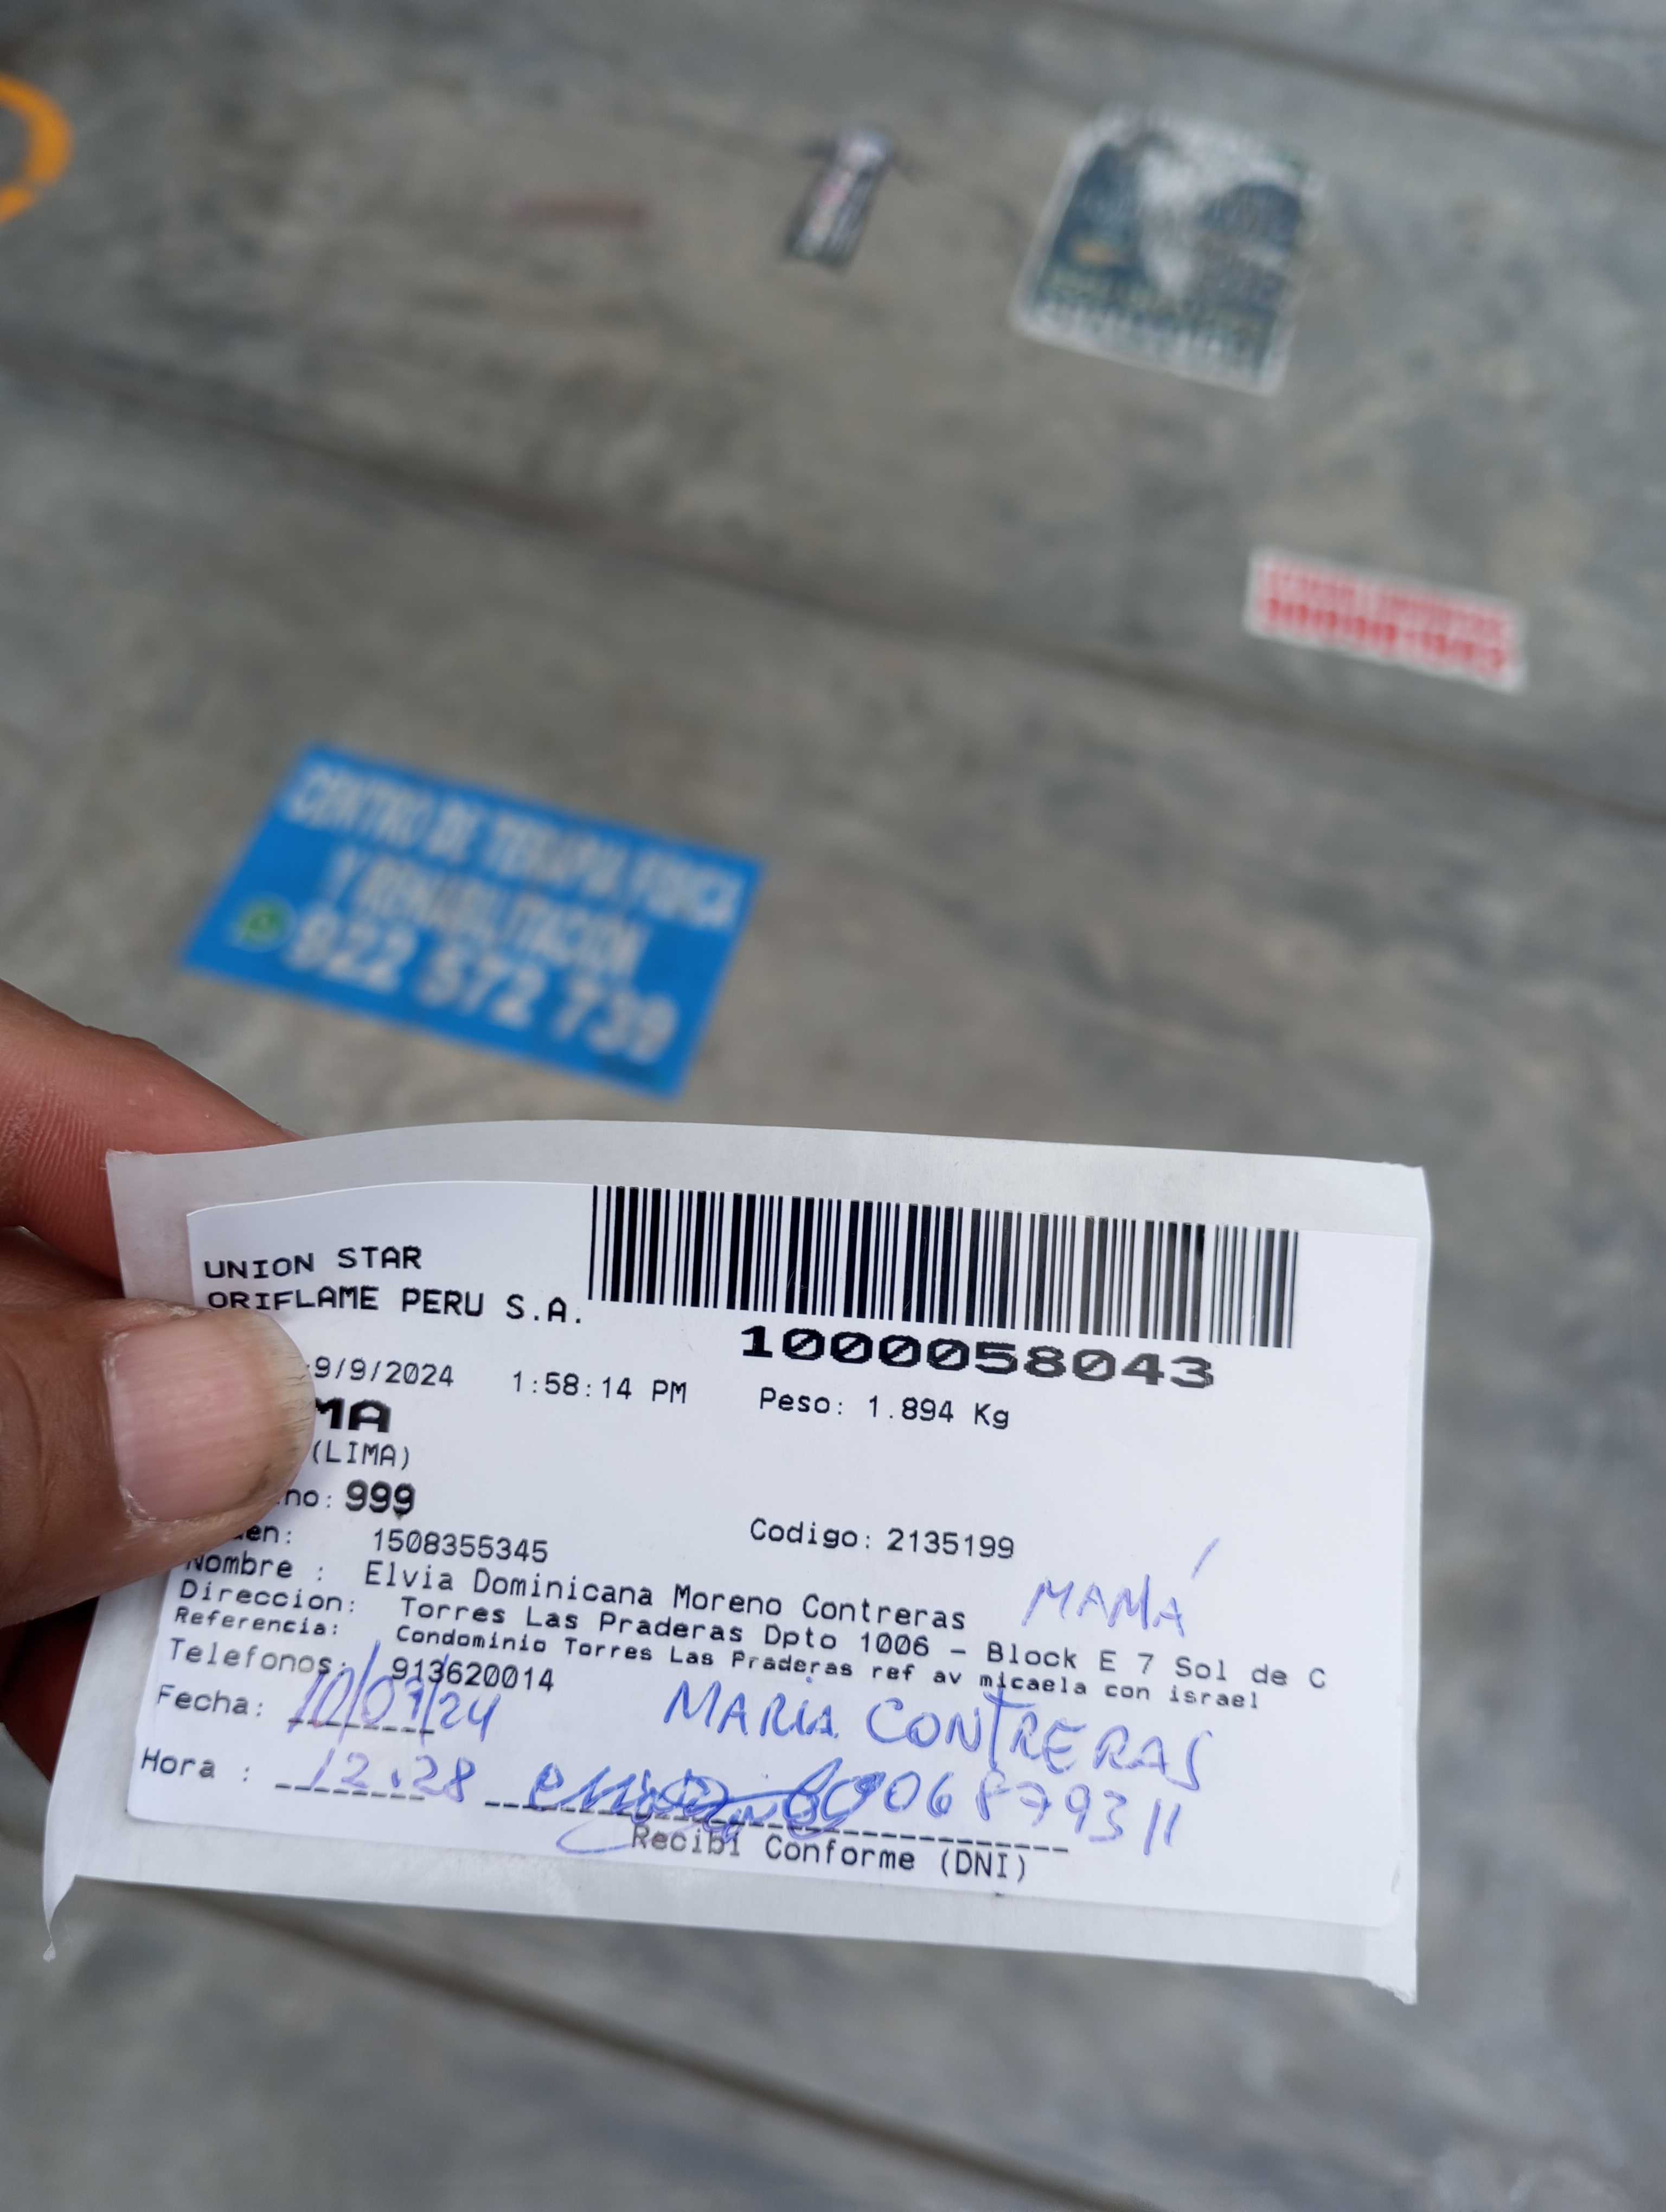 CENTRO DE TERAPIA FISICA
Y REHABILITACION
922 572 739
UNION STAR
ORIFLAME PERU S.A.
1000058043
9/9/2024 1:58:14 PM Peso: 1.894 Kg
MA
(LIMA)
no: 999
en: 1508355345 Codigo: 2135199
Nombre : Elvia Dominicana Moreno Contreras MAMÁ
Direccion: Torres Las Praderas Dpto 1006 - Block E 7 Sol de C
Referencia: Condominio Torres Las Praderas ref av micaela con israel
Telefonos: 913620014
Fecha: 10/09/24 MARIA CONTRERAS
Hora : 12.28
Recibi Conforme (DNI)